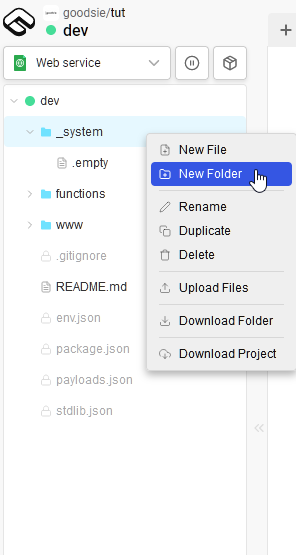 goodsie/tut
dev
Web service
dev
_system
.empty
functions
www
.gitignore
README.md
env.json
package.json
payloads.json
stdlib.json
New File
New Folder
Rename
Duplicate
Delete
Upload Files
Download Folder
Download Project